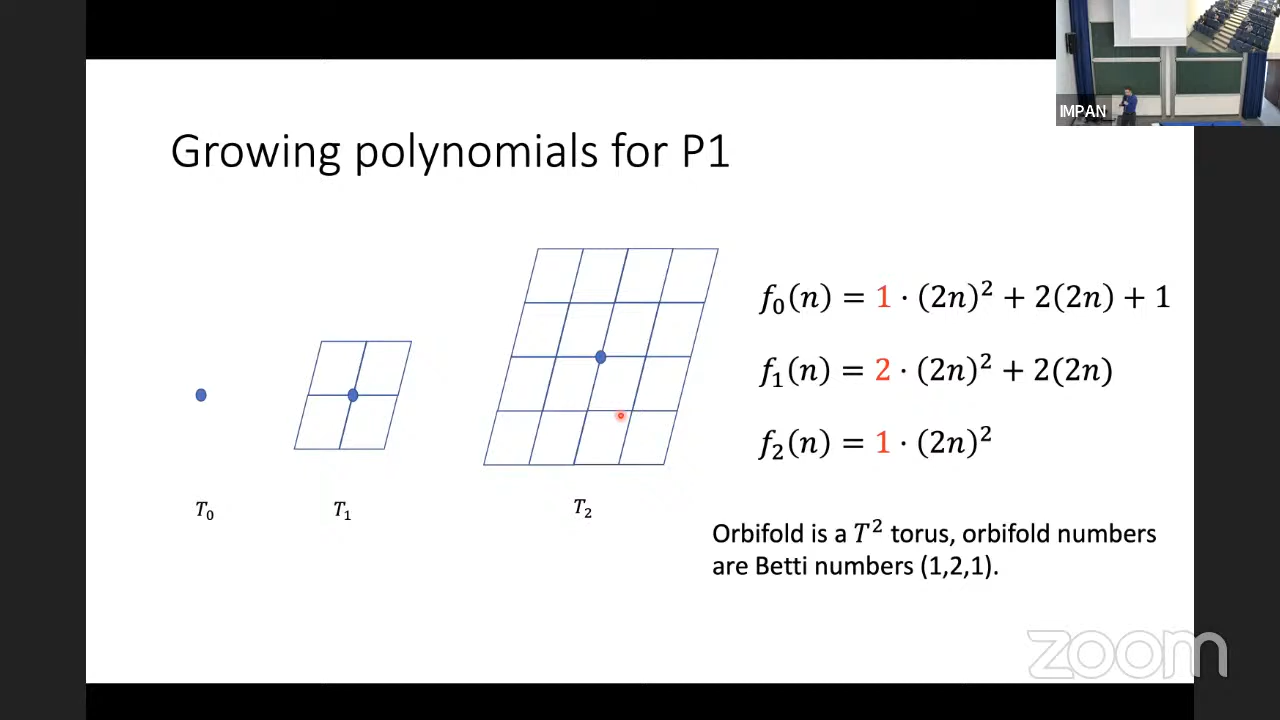 IMPAN
Growing polynomials for P1
f₀(n) = 1 · (2n)² + 2(2n) + 1
f₁(n) = 2 · (2n)² + 2(2n)
f₂(n) = 1 · (2n)²
T₀
T₁
T₂
Orbifold is a T² torus, orbifold numbers
are Betti numbers (1,2,1).
zoom